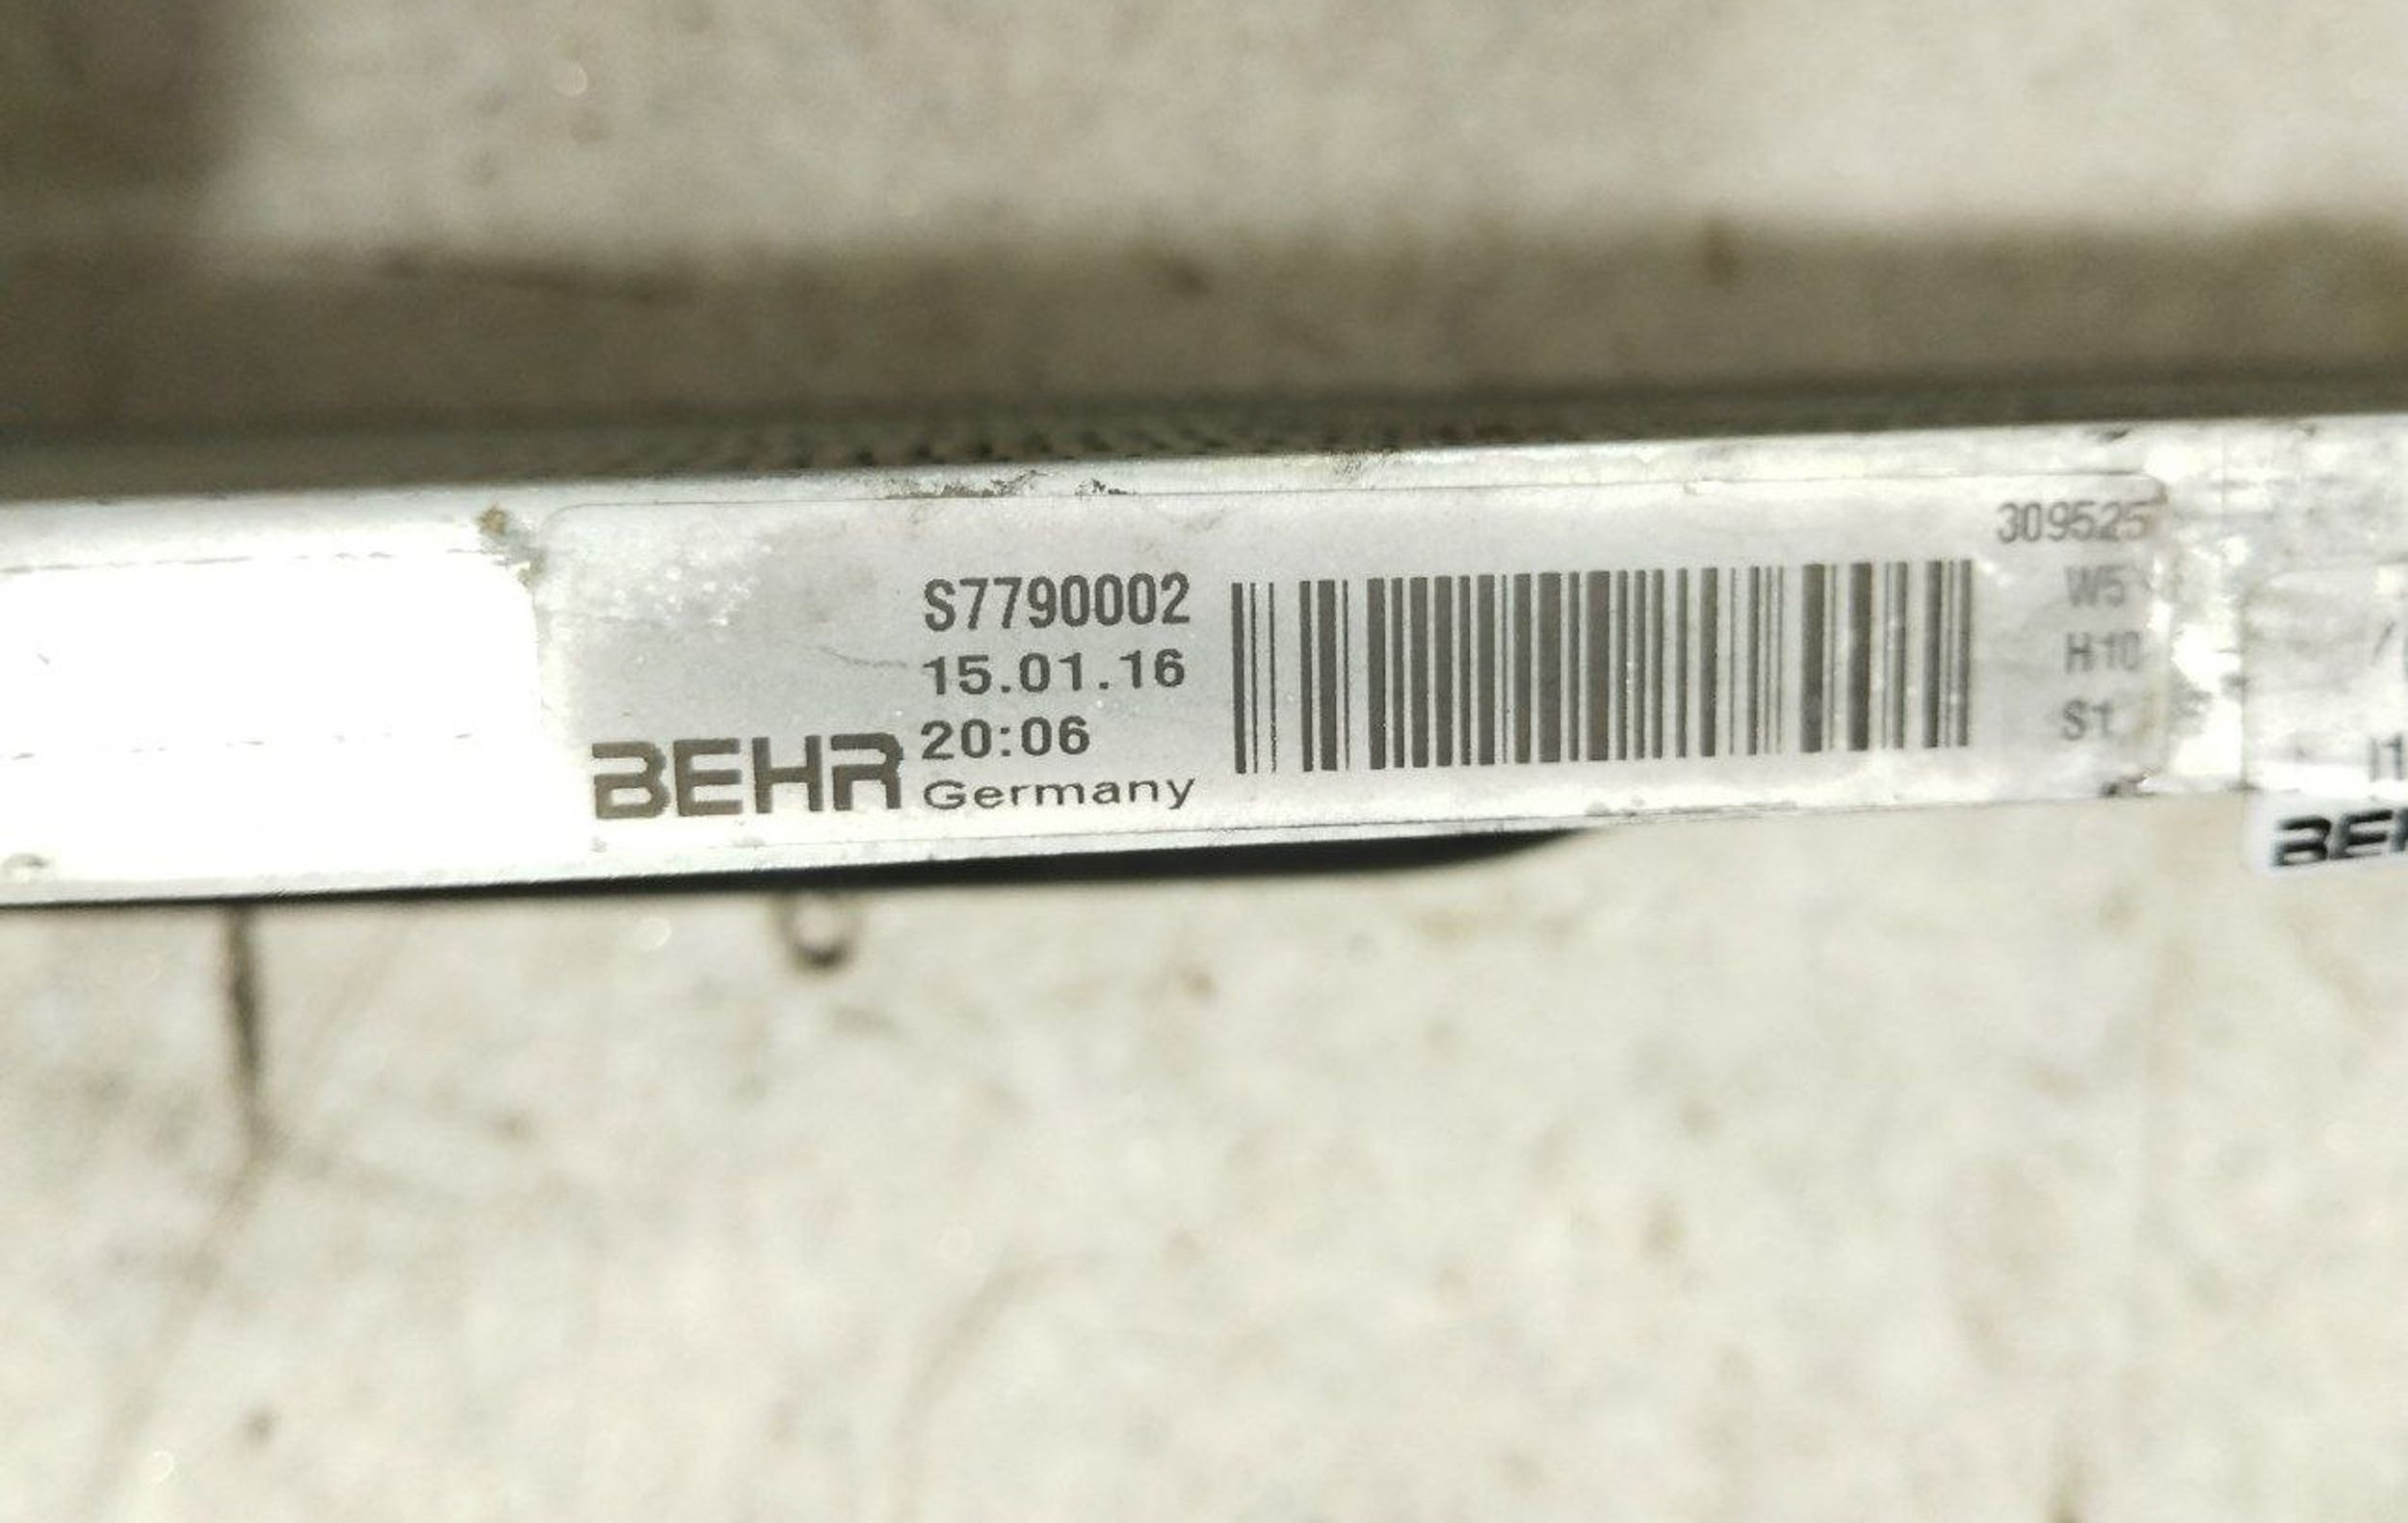 S7790002
15.01.16
20:06
BEHR Germany
309525
W5
H10
S1